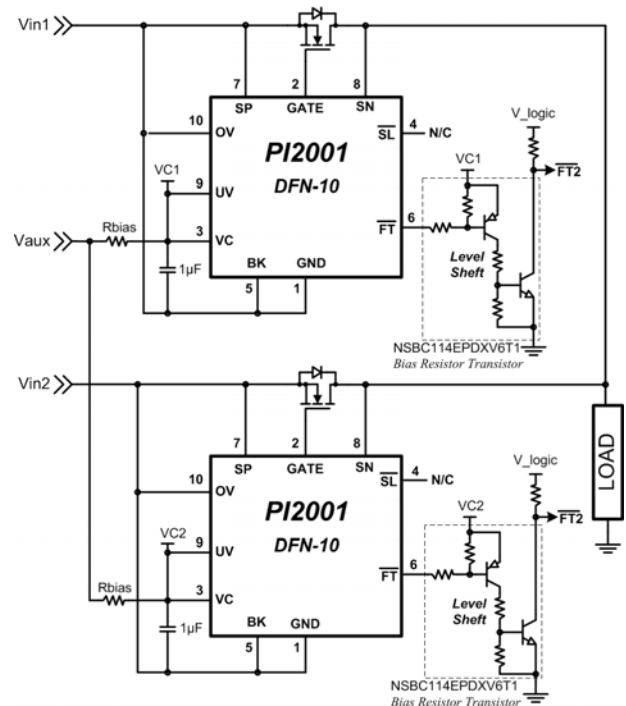 Vin1
7
2
8
SP
GATE
SN
10
OV
SL
4
N/C
V_logic
PI2001
DFN-10
VC1
VC1
FT2
9
UV
Vaux
Rbias
3
VC
FT
6
Level
Sheft
1µF
BK
GND
5
1
NSBC114EPDXV6T1
Bias Resistor Transistor
Vin2
7
2
8
SP
GATE
SN
10
OV
SL
4
N/C
V_logic
LOAD
PI2001
DFN-10
VC2
VC2
FT2
9
UV
Rbias
3
VC
FT
6
Level
Sheft
1µF
BK
GND
5
1
NSBC114EPDXV6T1
Bias Resistor Transistor